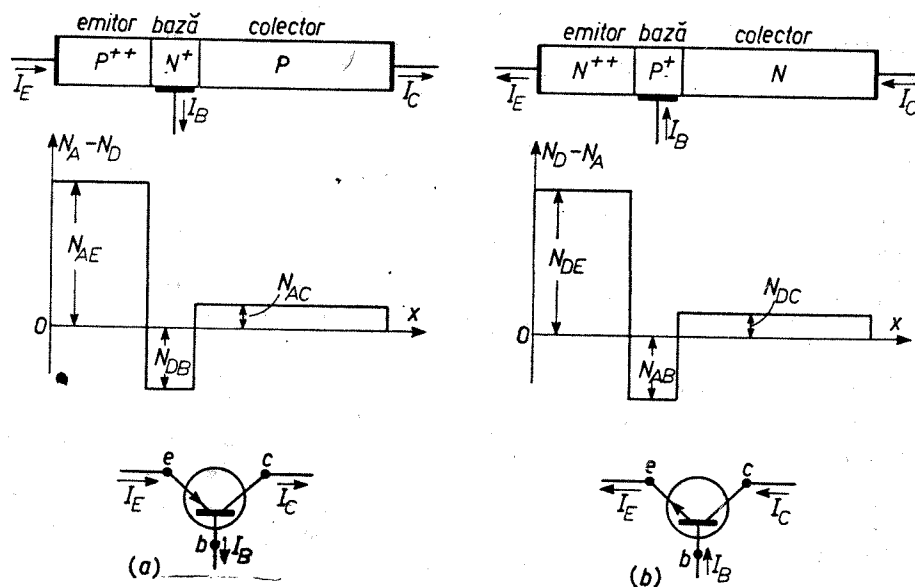 emitor bază colector
P++ N+ P
I_E I_B I_C
N_A − N_D
N_AE
N_AC
0 x
N_DB
e c
I_E I_C
b I_B
(a)
emitor bază colector
N++ P+ N
I_E I_B I_C
N_D − N_A
N_DE
N_DC
0 x
N_AB
e c
I_E I_C
b I_B
(b)